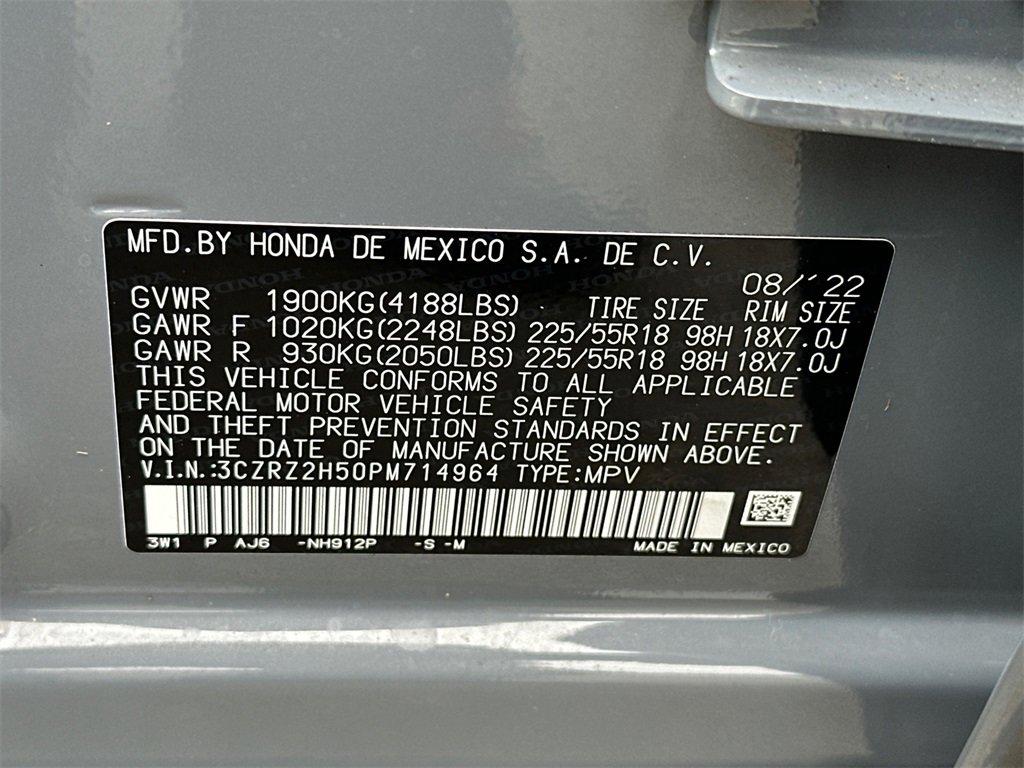 MFD.BY HONDA DE MEXICO S.A. DE C.V.
08/'22
GVWR 1900KG(4188LBS) TIRE SIZE RIM SIZE
GAWR F 1020KG(2248LBS) 225/55R18 98H 18X7.0J
GAWR R 930KG(2050LBS) 225/55R18 98H 18X7.0J
THIS VEHICLE CONFORMS TO ALL APPLICABLE
FEDERAL MOTOR VEHICLE SAFETY
AND THEFT PREVENTION STANDARDS IN EFFECT
ON THE DATE OF MANUFACTURE SHOWN ABOVE.
V.I.N.:3CZRZ2H50PM714964 TYPE:MPV
3W1 P AJ6 -NH912P -S -M MADE IN MEXICO